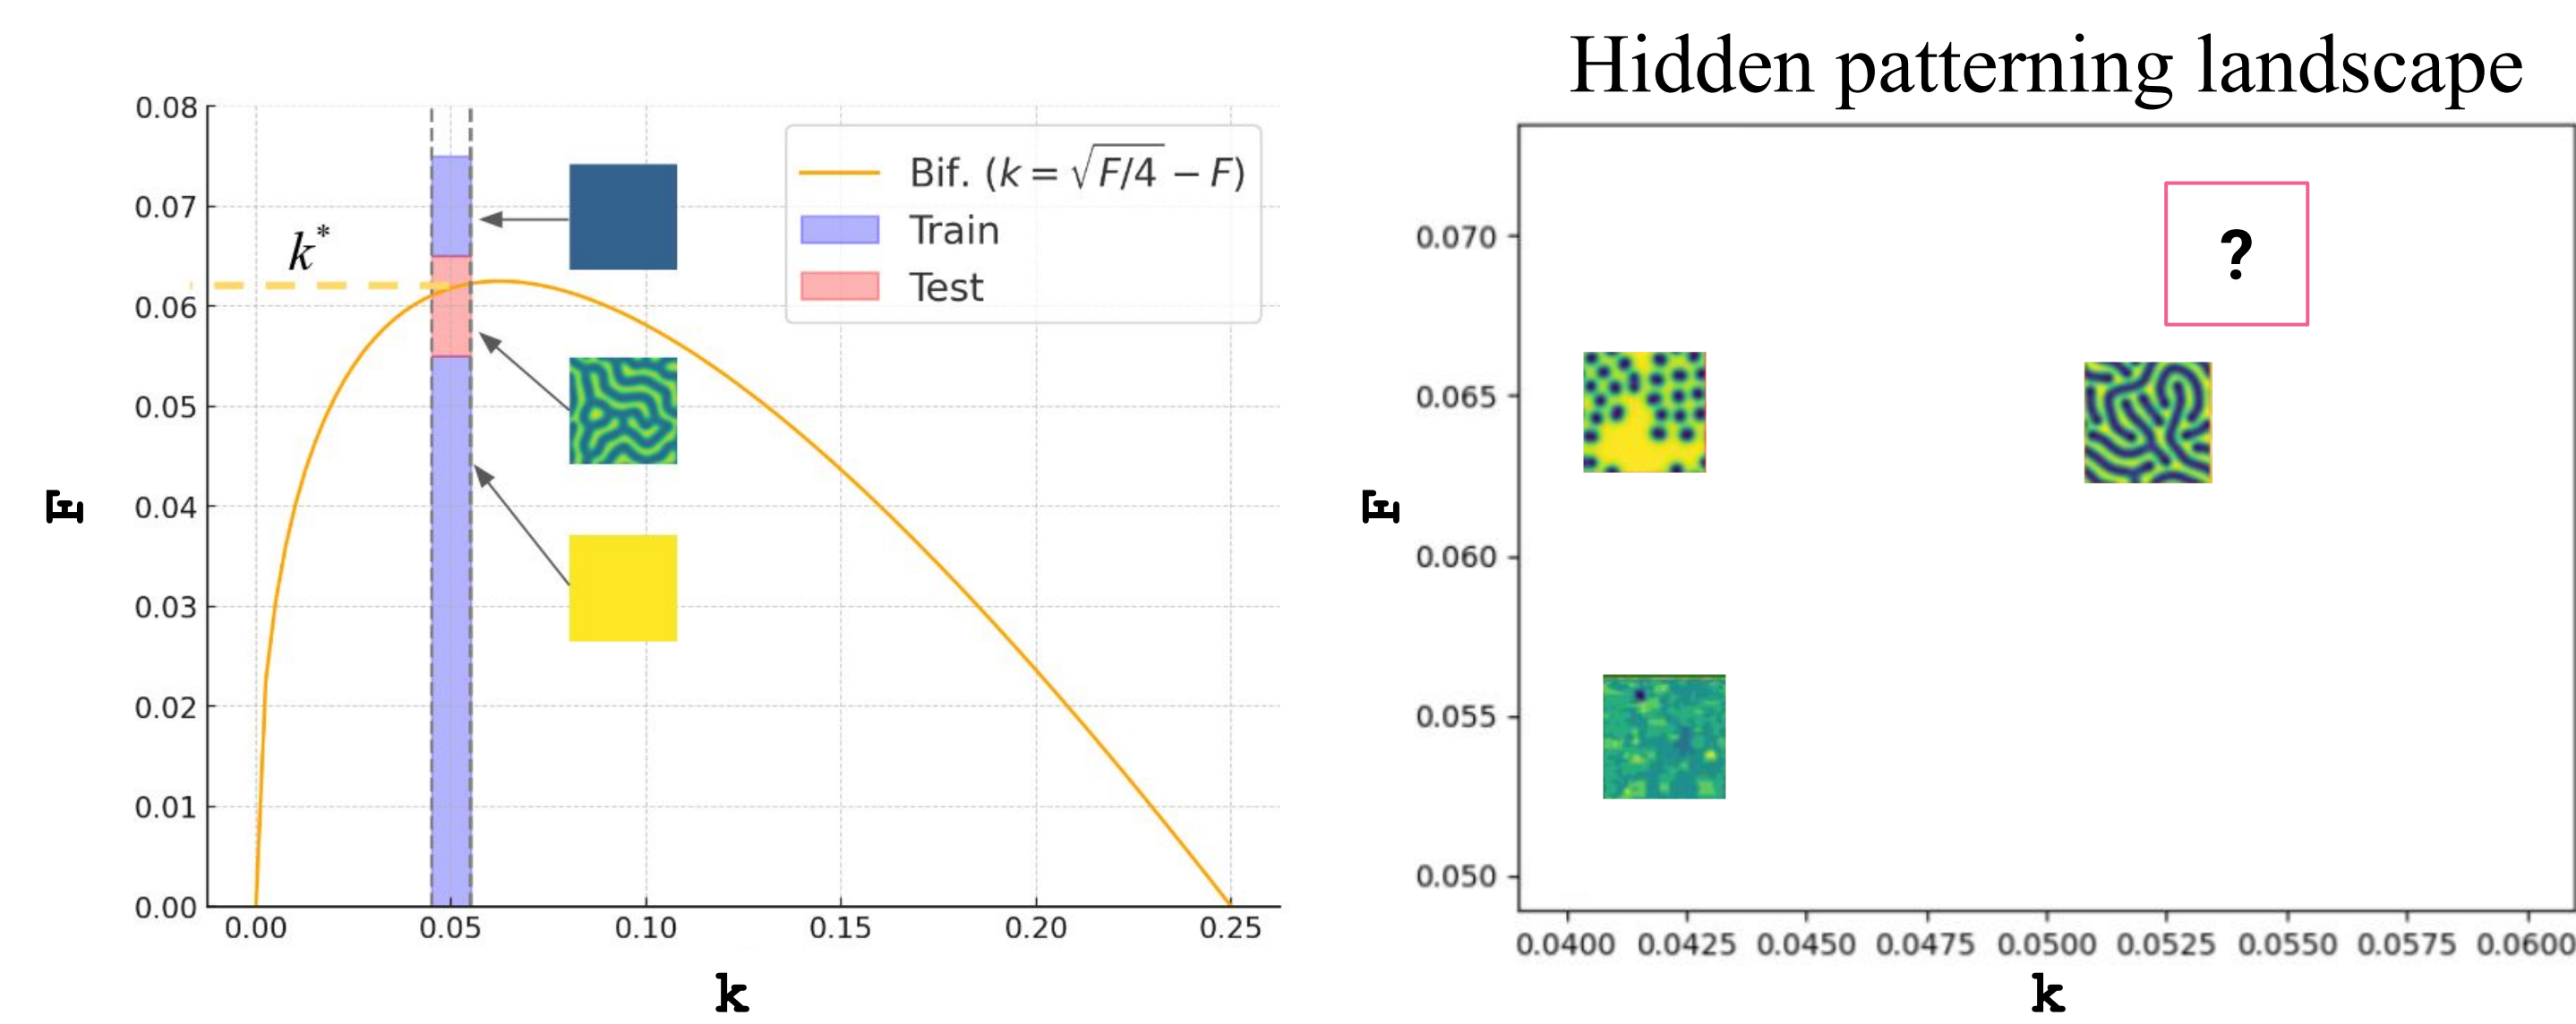 Hidden patterning landscape
0.08
0.07
0.06
0.05
0.04
0.03
0.02
0.01
0.00
F
k*
Bif. (k = √F/4 − F)
Train
Test
0.00 0.05 0.10 0.15 0.20 0.25
k
0.070
0.065
0.060
0.055
0.050
F
?
0.0400 0.0425 0.0450 0.0475 0.0500 0.0525 0.0550 0.0575 0.0600
k